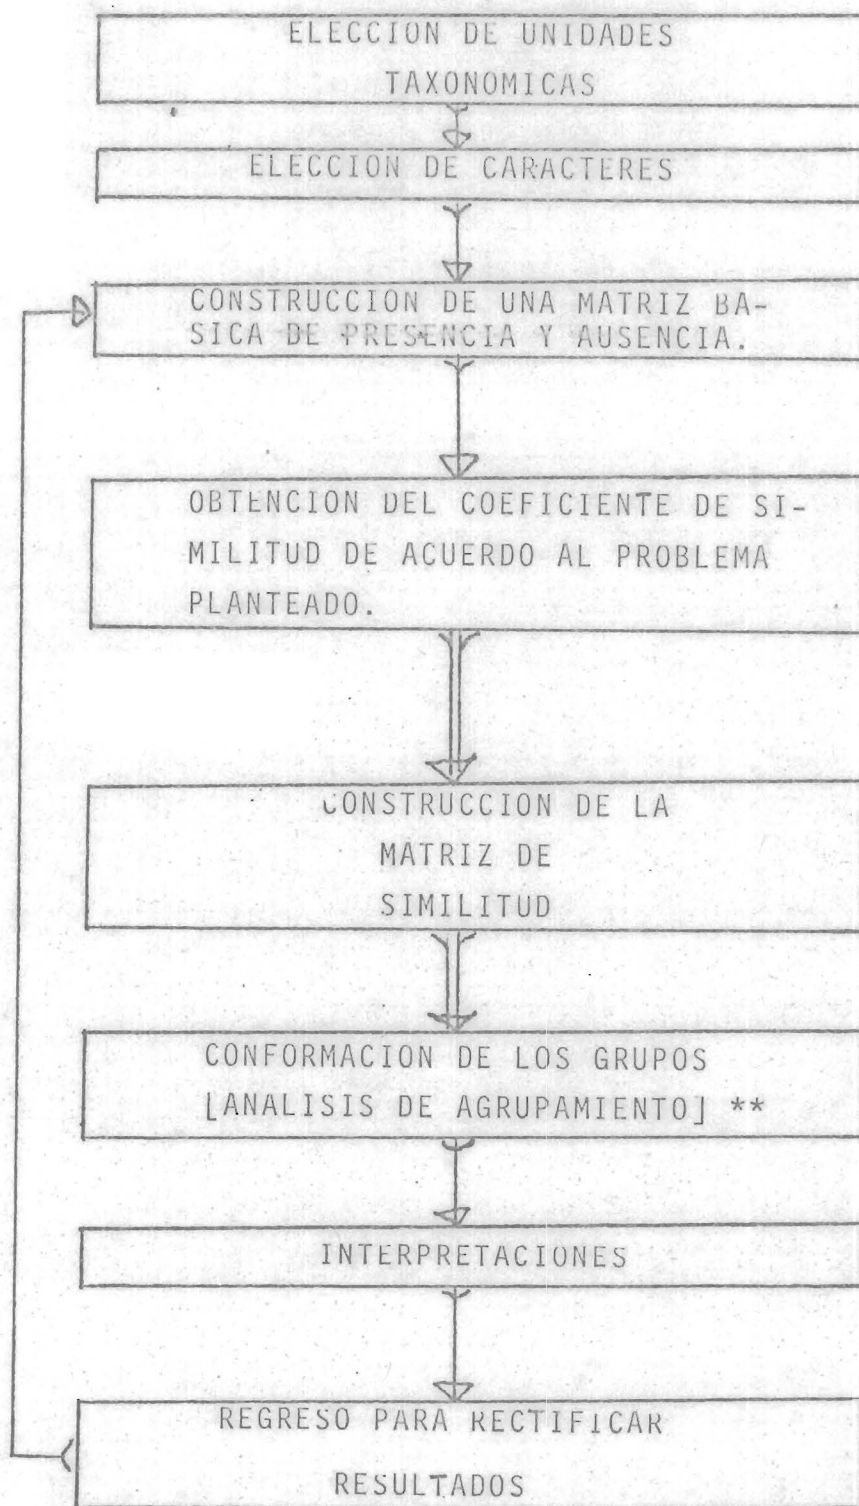 ELECCION DE UNIDADES
TAXONOMICAS
ELECCION DE CARACTERES
CONSTRUCCION DE UNA MATRIZ BA-
SICA DE PRESENCIA Y AUSENCIA.
OBTENCION DEL COEFICIENTE DE SI-
MILITUD DE ACUERDO AL PROBLEMA
PLANTEADO.
CONSTRUCCION DE LA
MATRIZ DE
SIMILITUD
CONFORMACION DE LOS GRUPOS
[ANALISIS DE AGRUPAMIENTO] **
INTERPRETACIONES
REGRESO PARA RECTIFICAR
RESULTADOS